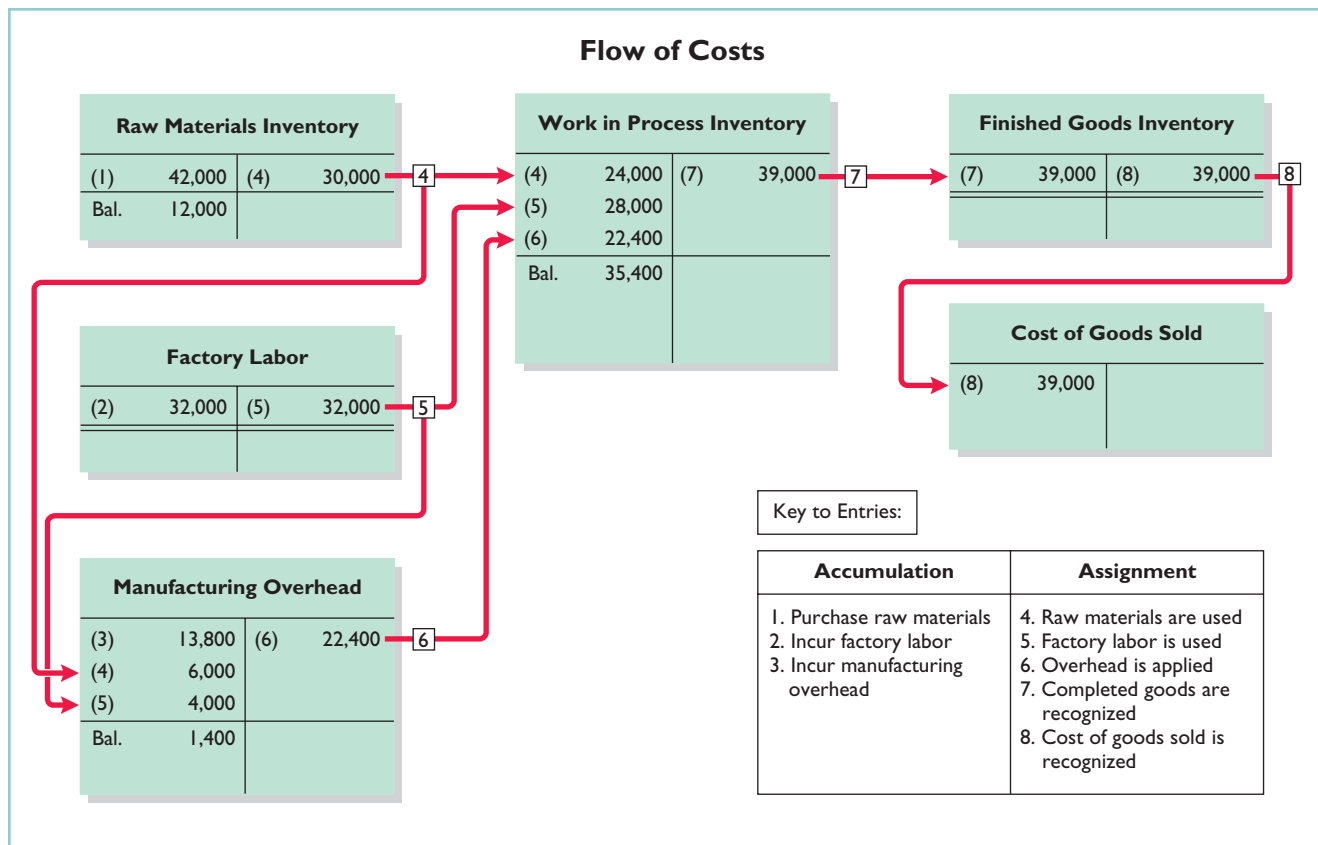 Flow of Costs
Raw Materials Inventory
(1) 42,000 (4) 30,000 4
Bal. 12,000
Work in Process Inventory
(4) 24,000 (7) 39,000 7
(5) 28,000
(6) 22,400
Bal. 35,400
Finished Goods Inventory
(7) 39,000 (8) 39,000 8
Cost of Goods Sold
(8) 39,000
Factory Labor
(2) 32,000 (5) 32,000 5
Manufacturing Overhead
(3) 13,800 (6) 22,400 6
(4) 6,000
(5) 4,000
Bal. 1,400
Key to Entries:
Accumulation
1. Purchase raw materials
2. Incur factory labor
3. Incur manufacturing
overhead
Assignment
4. Raw materials are used
5. Factory labor is used
6. Overhead is applied
7. Completed goods are
recognized
8. Cost of goods sold is
recognized